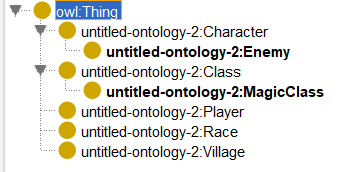 owl:Thing
untitled-ontology-2:Character
untitled-ontology-2:Enemy
untitled-ontology-2:Class
untitled-ontology-2:MagicClass
untitled-ontology-2:Player
untitled-ontology-2:Race
untitled-ontology-2:Village